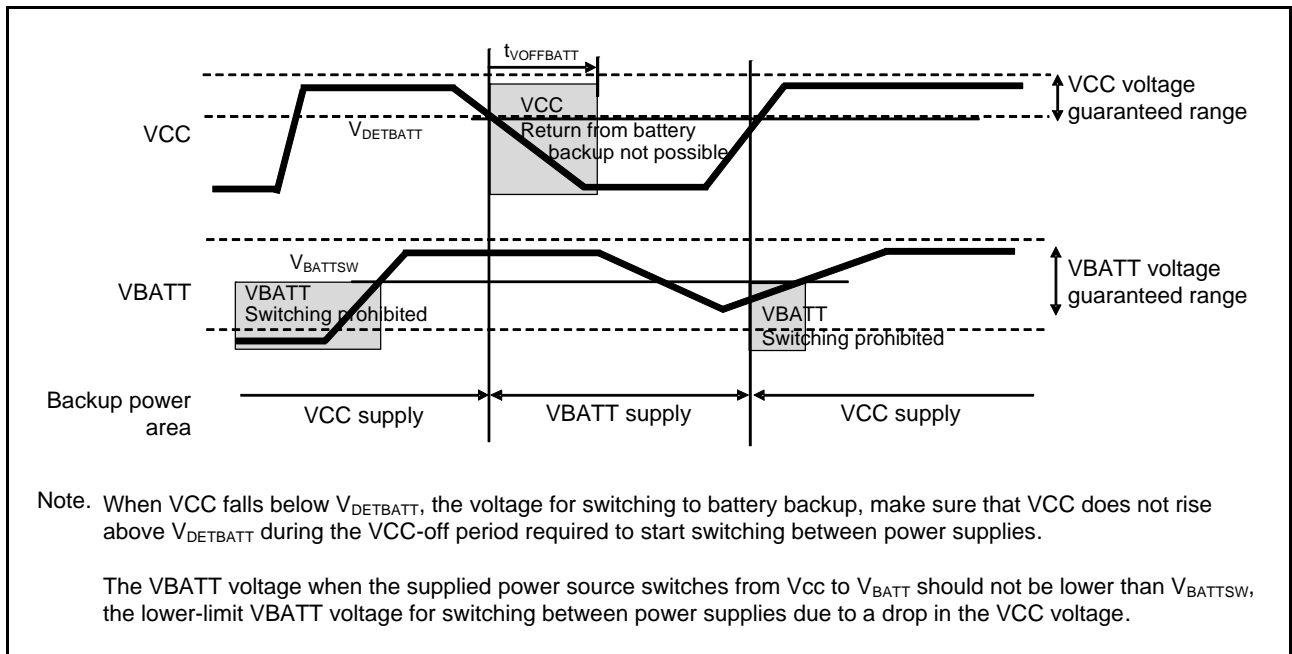 tVOFFBATT
VCC voltage
guaranteed range
VCC
VDETBATT
VCC
Return from battery
backup not possible
VBATT
VBATTSW
VBATT
Switching prohibited
VBATT voltage
guaranteed range
VBATT
Switching prohibited
Backup power
area
VCC supply
VBATT supply
VCC supply
Note. When VCC falls below VDETBATT, the voltage for switching to battery backup, make sure that VCC does not rise
above VDETBATT during the VCC-off period required to start switching between power supplies.
The VBATT voltage when the supplied power source switches from Vcc to VBATT should not be lower than VBATTSW,
the lower-limit VBATT voltage for switching between power supplies due to a drop in the VCC voltage.